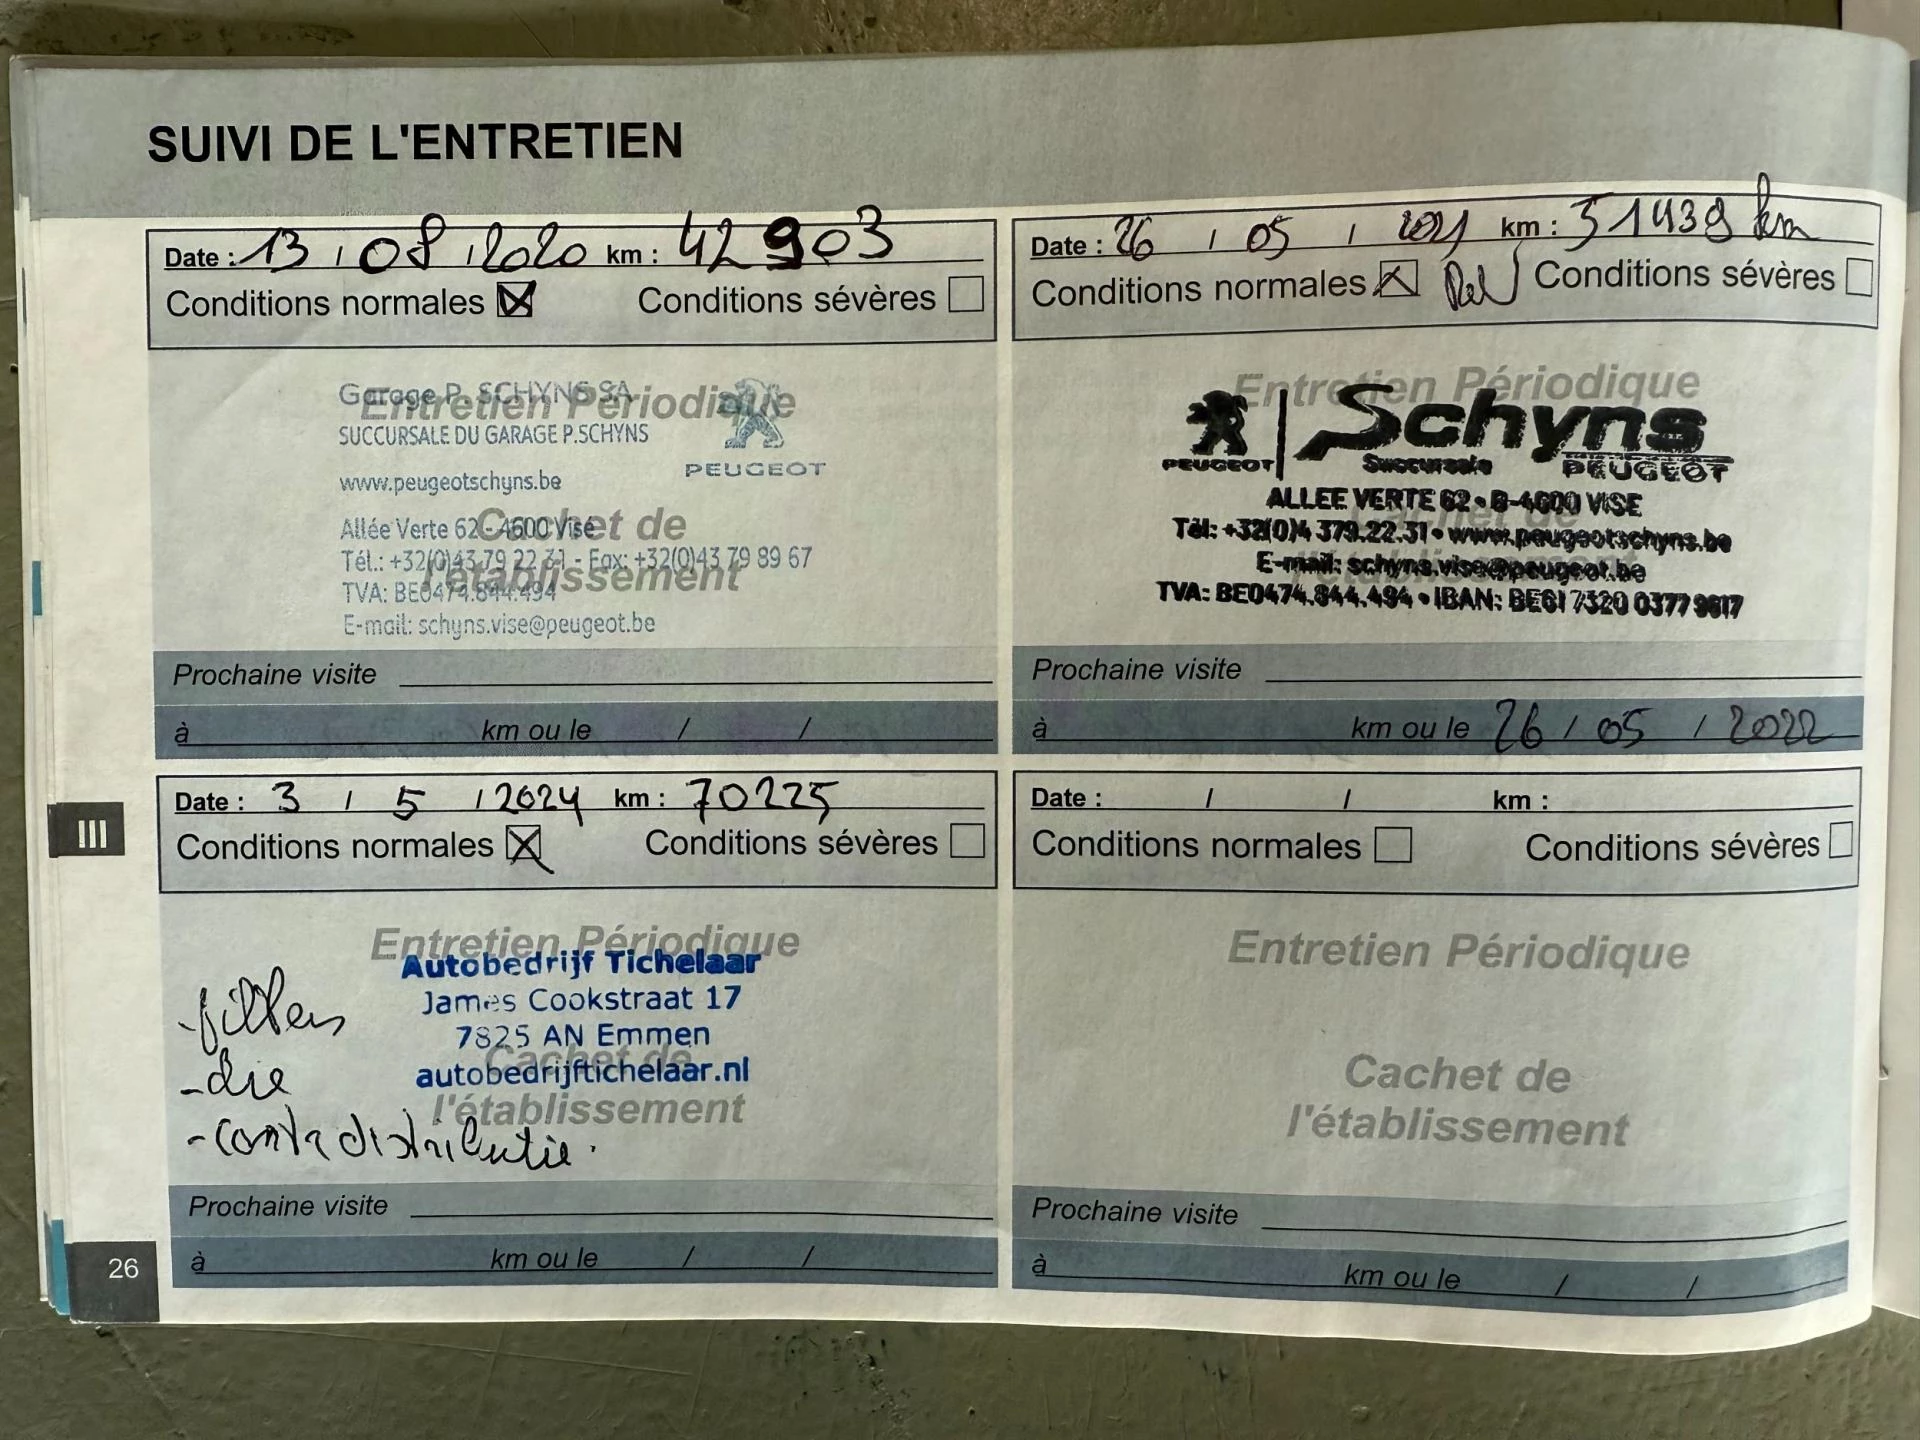 SUIVI DE L'ENTRETIEN
Date : 13 / 08 / 2020 km : 42903
Conditions normales Conditions sévères
Entretien Périodique
Garage P. SCHYNS SA
SUCCURSALE DU GARAGE P.SCHYNS
PEUGEOT
www.peugeotschyns.be
Cachet de
l'établissement
Allée Verte 62 - 4600 Visé
Tél.: +32(0)43 79 22 31 - Fax: +32(0)43 79 89 67
TVA: BE0474.844.494
E-mail: schyns.vise@peugeot.be
Prochaine visite
à km ou le / /
Date : 26 / 05 / 2021 km : 51439 km
Conditions normales Conditions sévères
Entretien Périodique
PEUGEOT Schyns
Succursale PEUGEOT
ALLEE VERTE 62 • B-4600 VISE
Tél: +32(0)4 379.22.31 • www.peugeotschyns.be
E-mail: schyns.vise@peugeot.be
TVA: BE0474.844.494 • IBAN: BE61 7320 0377 9617
Prochaine visite
à km ou le 26 / 05 / 2022
Date : 3 / 5 / 2024 km : 70225
Conditions normales Conditions sévères
Entretien Périodique
Autobedrijf Tichelaar
James Cookstraat 17
7825 AN Emmen
autobedrijftichelaar.nl
Cachet de
l'établissement
- filters
- olie
- contr distributie.
Prochaine visite
à km ou le / /
Date : / / km :
Conditions normales Conditions sévères
Entretien Périodique
Cachet de
l'établissement
Prochaine visite
à km ou le / /
III
26